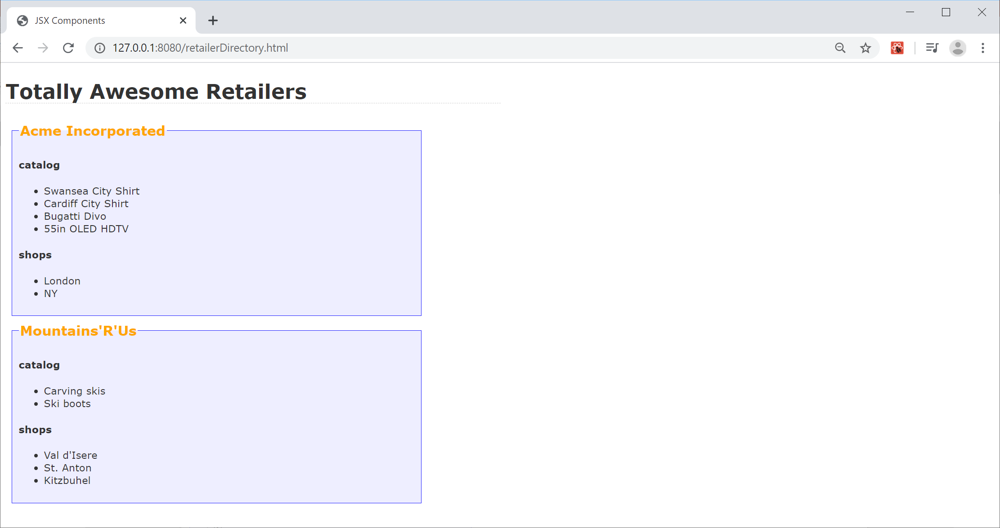 JSX Components
127.0.0.1:8080/retailerDirectory.html
Totally Awesome Retailers
Acme Incorporated
catalog
Swansea City Shirt
Cardiff City Shirt
Bugatti Divo
55in OLED HDTV
shops
London
NY
Mountains'R'Us
catalog
Carving skis
Ski boots
shops
Val d'Isere
St. Anton
Kitzbuhel